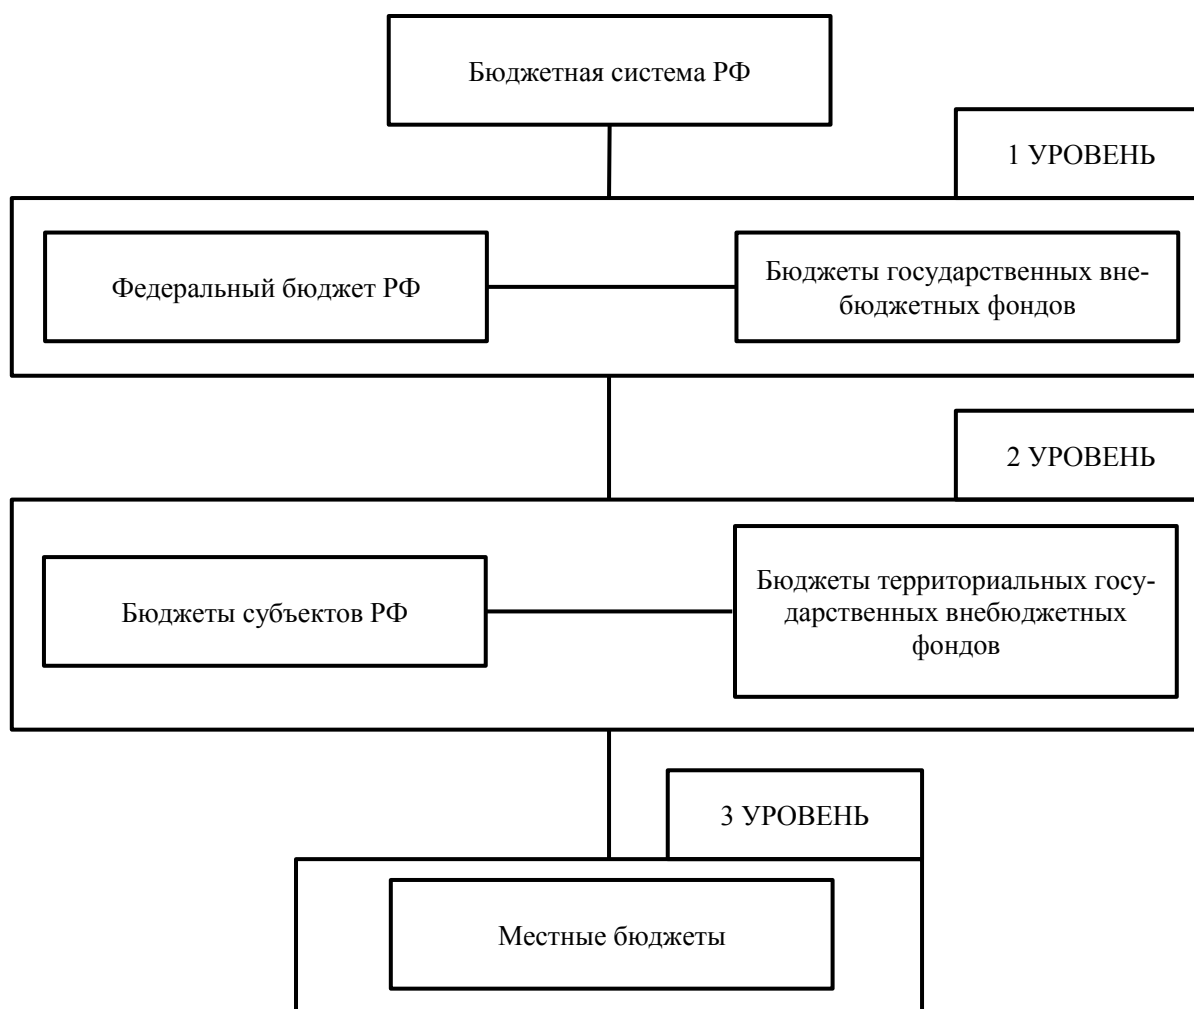 Бюджетная система РФ
1 УРОВЕНЬ
Федеральный бюджет РФ
Бюджеты государственных вне-
бюджетных фондов
2 УРОВЕНЬ
Бюджеты субъектов РФ
Бюджеты территориальных госу-
дарственных внебюджетных
фондов
3 УРОВЕНЬ
Местные бюджеты